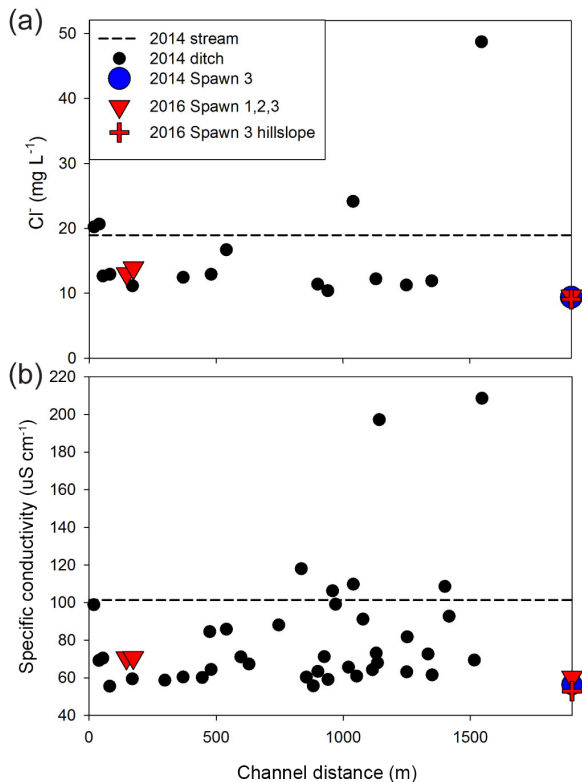 (a)
2014 stream
2014 ditch
2014 Spawn 3
2016 Spawn 1,2,3
2016 Spawn 3 hillslope
Cl⁻ (mg L⁻¹)
50
40
30
20
10
0
(b)
Specific conductivity (uS cm⁻¹)
220
200
180
160
140
120
100
80
60
40
0 500 1000 1500
Channel distance (m)